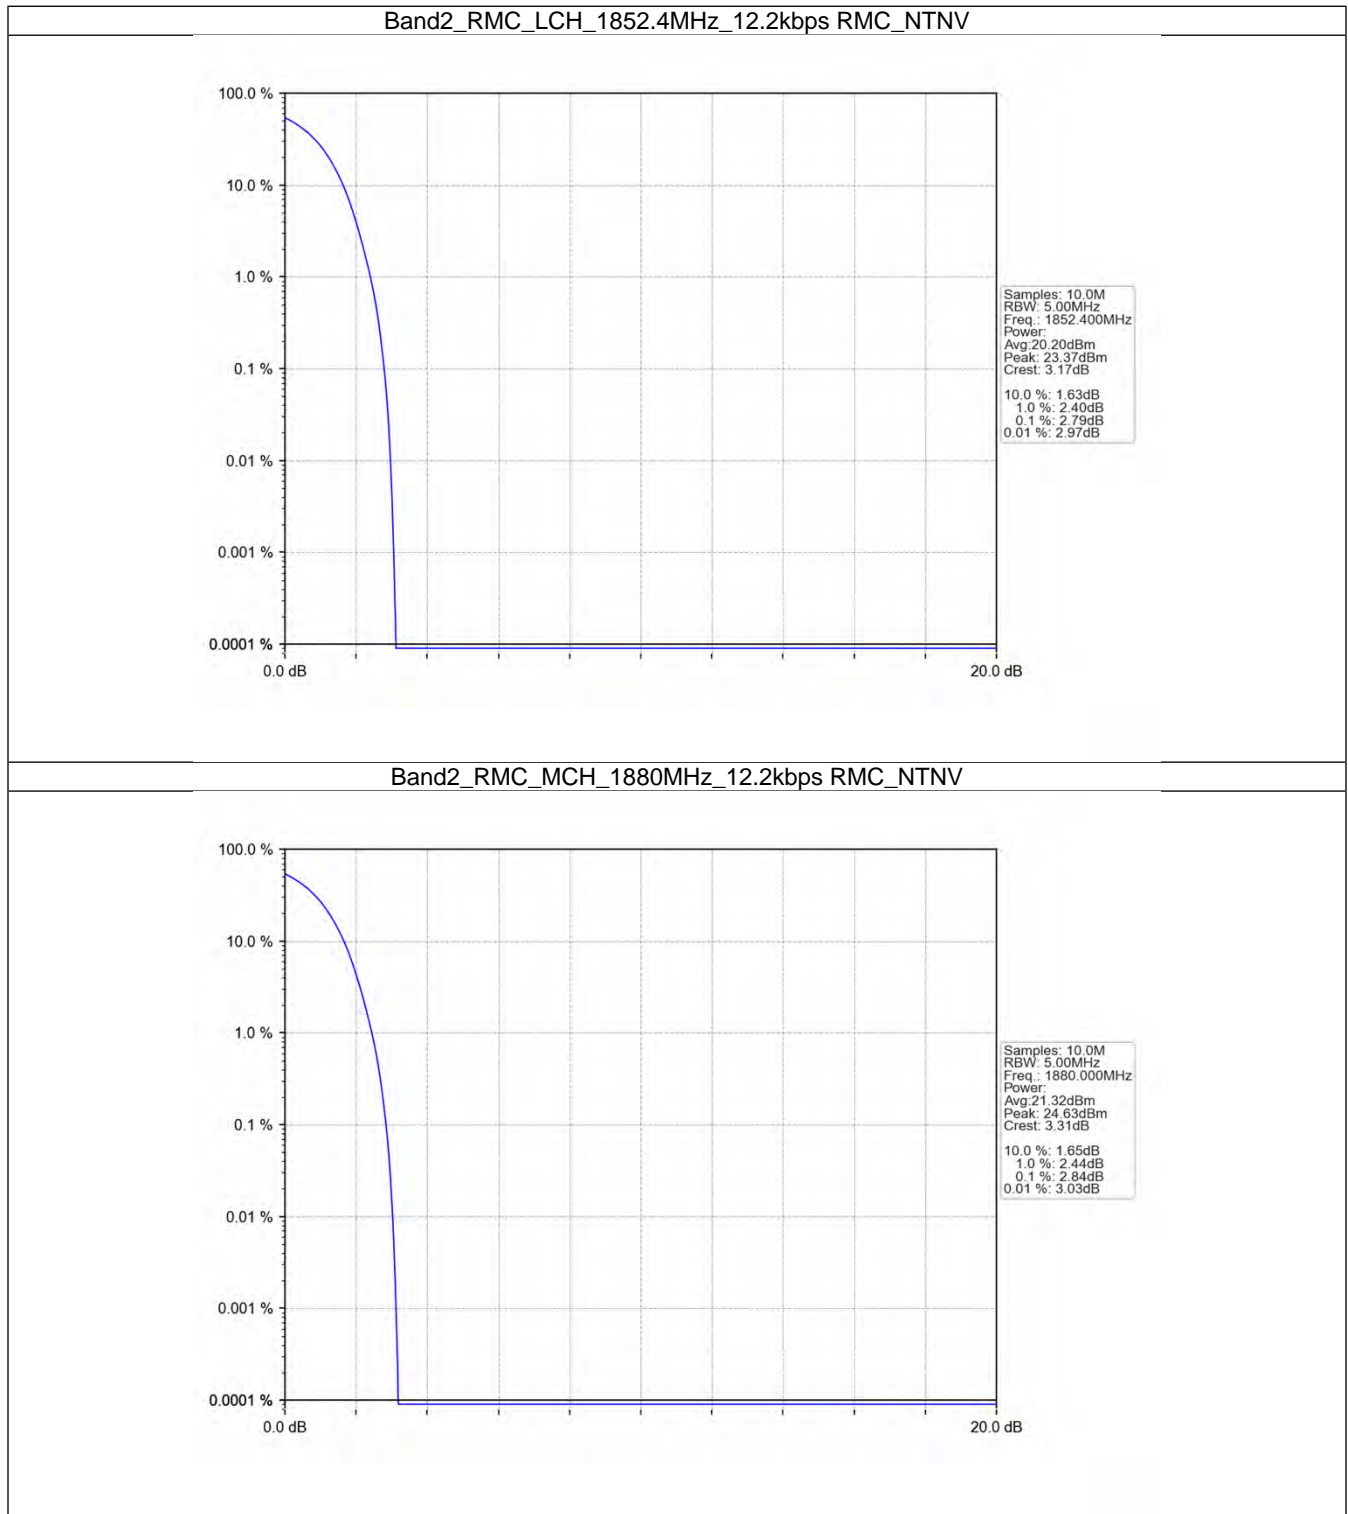 Band2_RMC_LCH_1852.4MHz_12.2kbps RMC_NTNV
100.0 %
10.0 %
1.0 %
0.1 %
0.01 %
0.001 %
0.0001 %
0.0 dB
20.0 dB
Samples: 10.0M
RBW: 5.00MHz
Freq.: 1852.400MHz
Power:
Avg:20.20dBm
Peak: 23.37dBm
Crest: 3.17dB
10.0 %: 1.63dB
1.0 %: 2.40dB
0.1 %: 2.79dB
0.01 %: 2.97dB
Band2_RMC_MCH_1880MHz_12.2kbps RMC_NTNV
100.0 %
10.0 %
1.0 %
0.1 %
0.01 %
0.001 %
0.0001 %
0.0 dB
20.0 dB
Samples: 10.0M
RBW: 5.00MHz
Freq.: 1880.000MHz
Power:
Avg:21.32dBm
Peak: 24.63dBm
Crest: 3.31dB
10.0 %: 1.65dB
1.0 %: 2.44dB
0.1 %: 2.84dB
0.01 %: 3.03dB